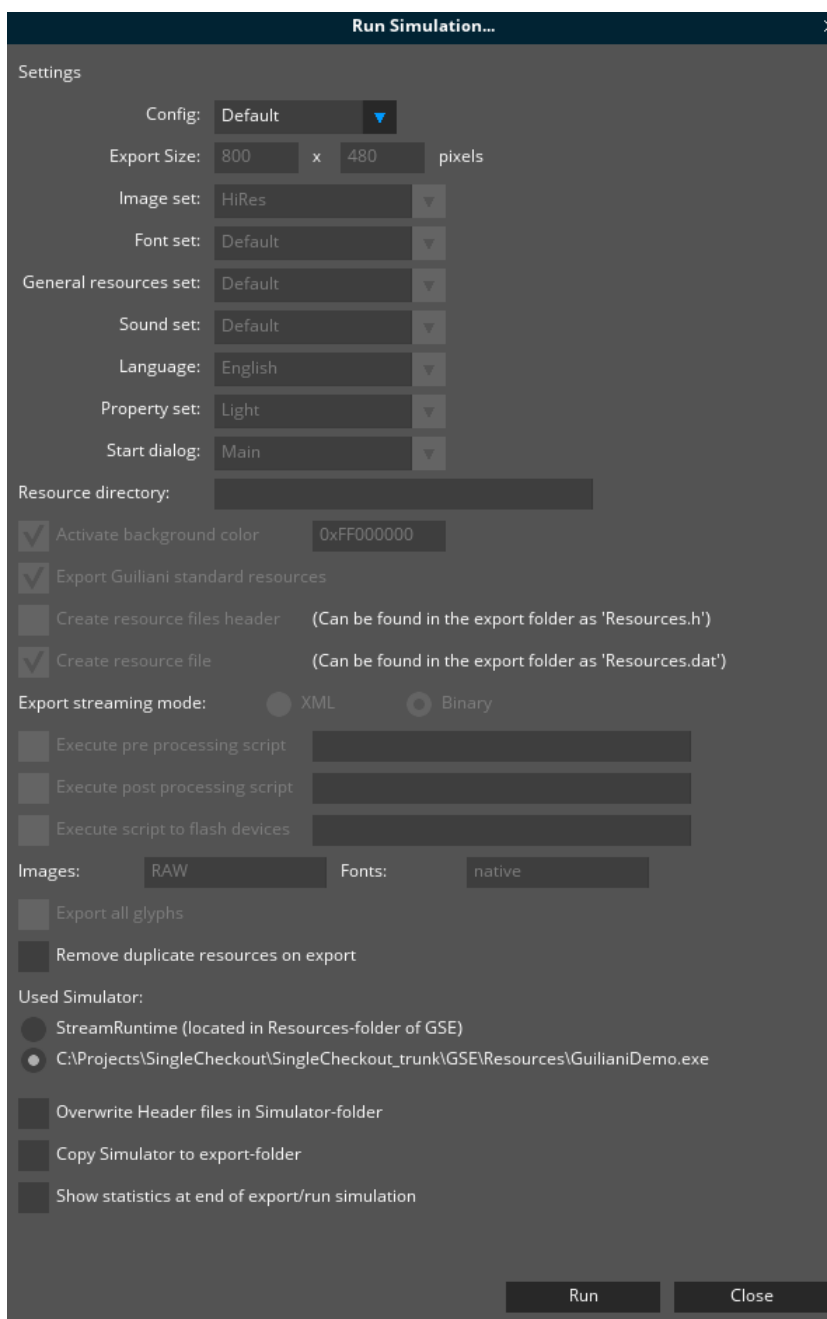 Run Simulation...
Settings
Config: Default
Export Size: 800 x 480 pixels
Image set: HiRes
Font set: Default
General resources set: Default
Sound set: Default
Language: English
Property set: Light
Start dialog: Main
Resource directory:
Activate background color 0xFF000000
Export Guiliani standard resources
Create resource files header (Can be found in the export folder as 'Resources.h')
Create resource file (Can be found in the export folder as 'Resources.dat')
Export streaming mode: XML Binary
Execute pre processing script
Execute post processing script
Execute script to flash devices
Images: RAW Fonts: native
Export all glyphs
Remove duplicate resources on export
Used Simulator:
StreamRuntime (located in Resources-folder of GSE)
C:\Projects\SingleCheckout\SingleCheckout_trunk\GSE\Resources\GuilianiDemo.exe
Overwrite Header files in Simulator-folder
Copy Simulator to export-folder
Show statistics at end of export/run simulation
Run Close